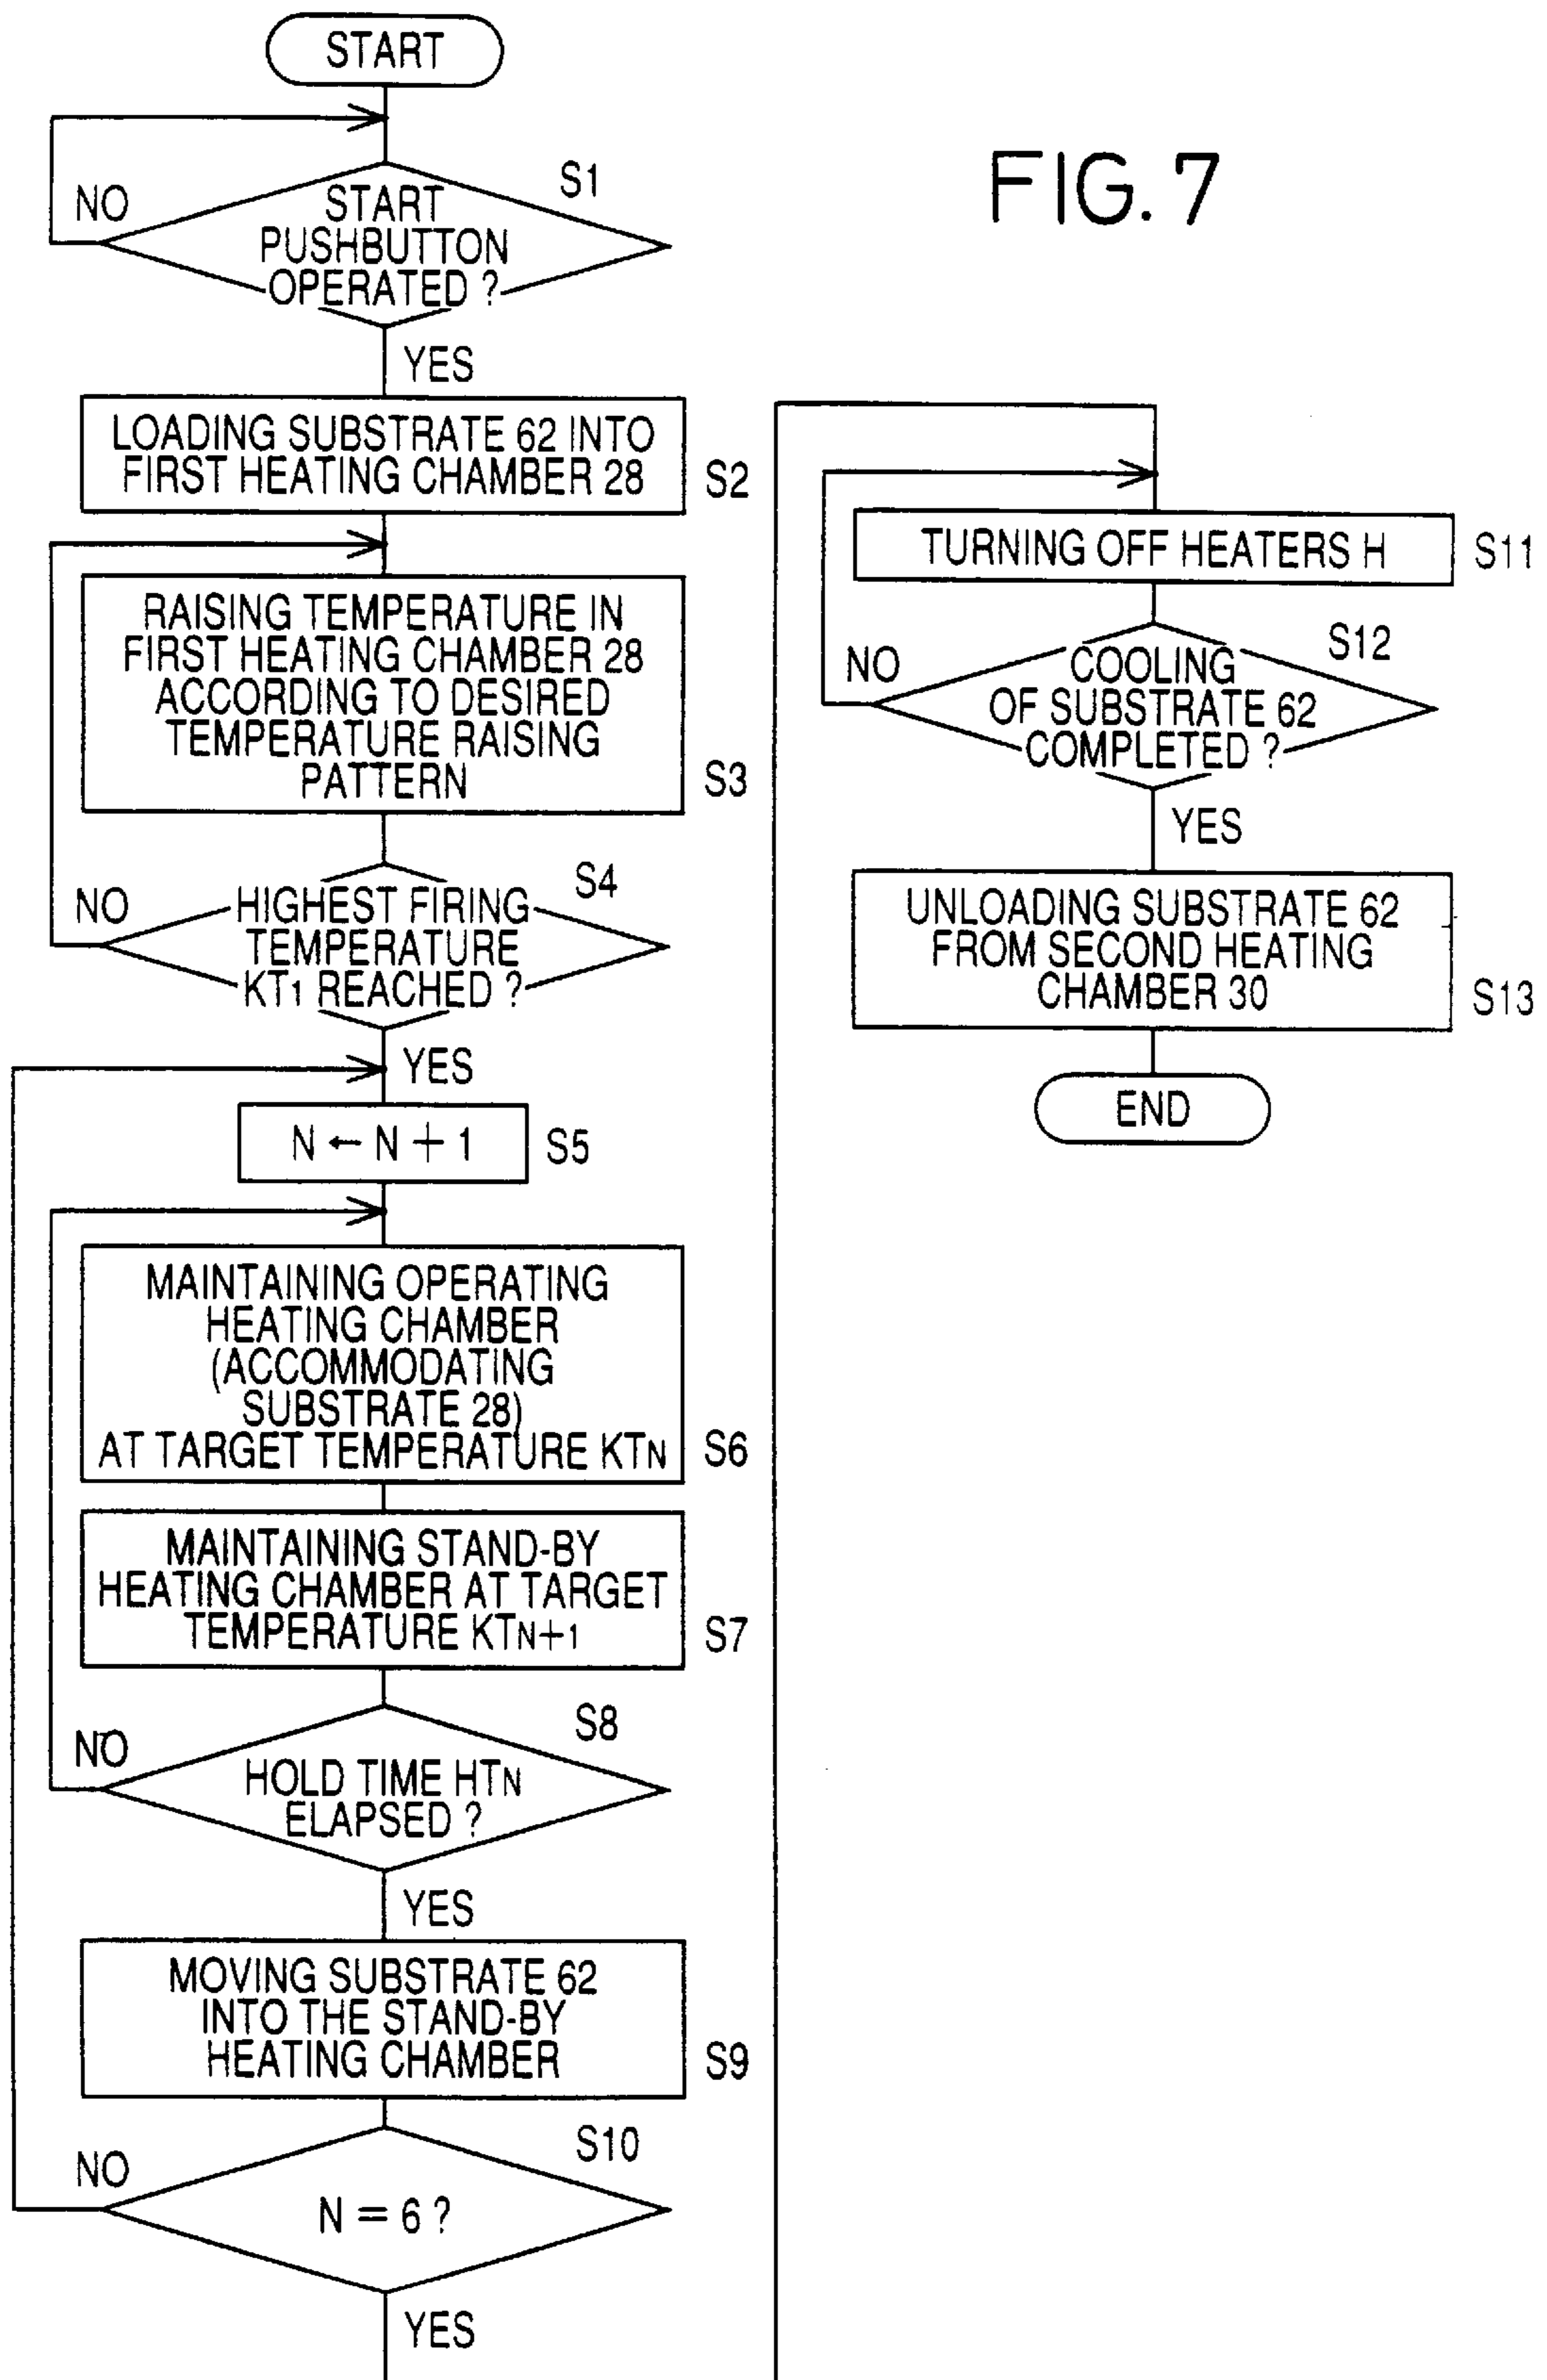 START
FIG. 7
S1
NO
START
PUSHBUTTON
OPERATED ?
YES
LOADING SUBSTRATE 62 INTO
FIRST HEATING CHAMBER 28
S2
RAISING TEMPERATURE IN
FIRST HEATING CHAMBER 28
ACCORDING TO DESIRED
TEMPERATURE RAISING
PATTERN
S3
S4
NO
HIGHEST FIRING
TEMPERATURE
KT1 REACHED ?
YES
N ← N + 1
S5
MAINTAINING OPERATING
HEATING CHAMBER
(ACCOMMODATING
SUBSTRATE 28)
AT TARGET TEMPERATURE KTN
S6
MAINTAINING STAND-BY
HEATING CHAMBER AT TARGET
TEMPERATURE KTN+1
S7
S8
NO
HOLD TIME HTN
ELAPSED ?
YES
MOVING SUBSTRATE 62
INTO THE STAND-BY
HEATING CHAMBER
S9
S10
NO
N = 6 ?
YES
TURNING OFF HEATERS H
S11
S12
NO
COOLING
OF SUBSTRATE 62
COMPLETED ?
YES
UNLOADING SUBSTRATE 62
FROM SECOND HEATING
CHAMBER 30
S13
END